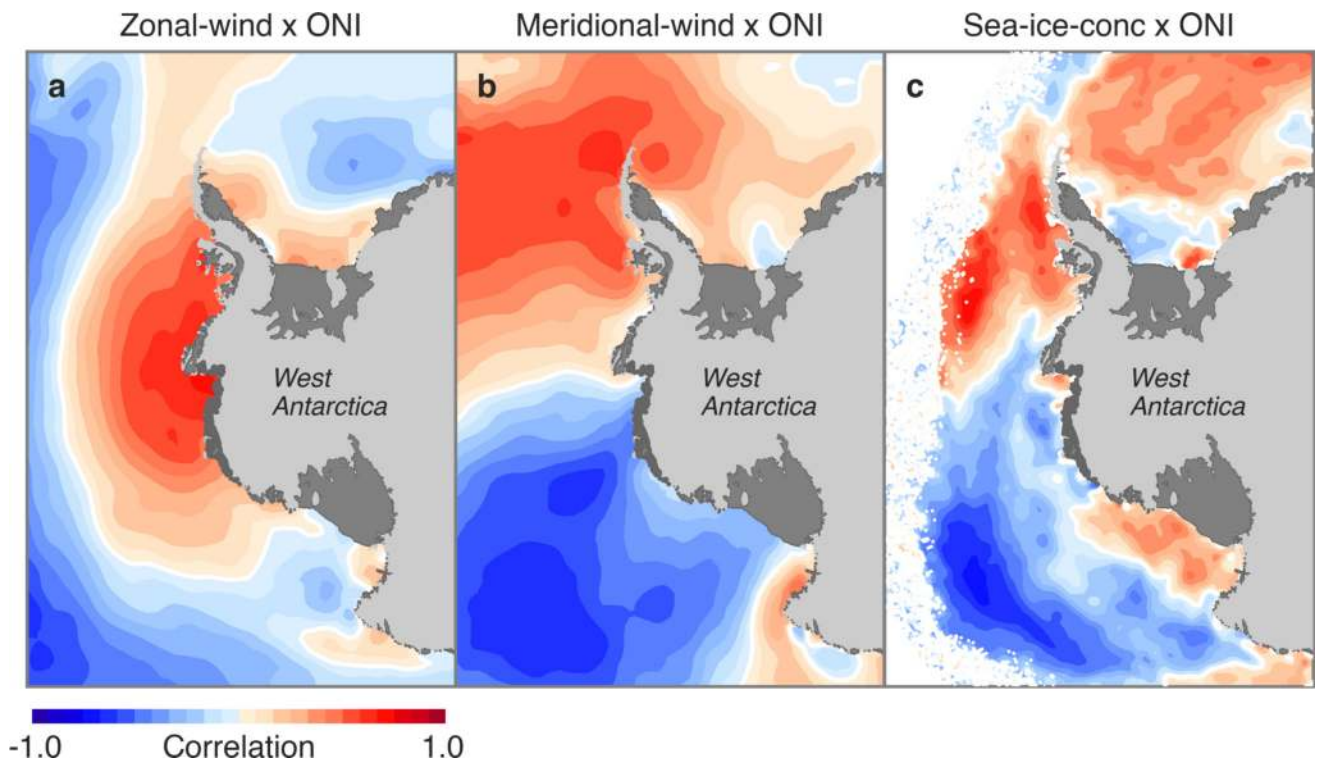 Zonal-wind x ONI Meridional-wind x ONI Sea-ice-conc x ONI
a b c
West West West
Antarctica Antarctica Antarctica
-1.0 Correlation 1.0